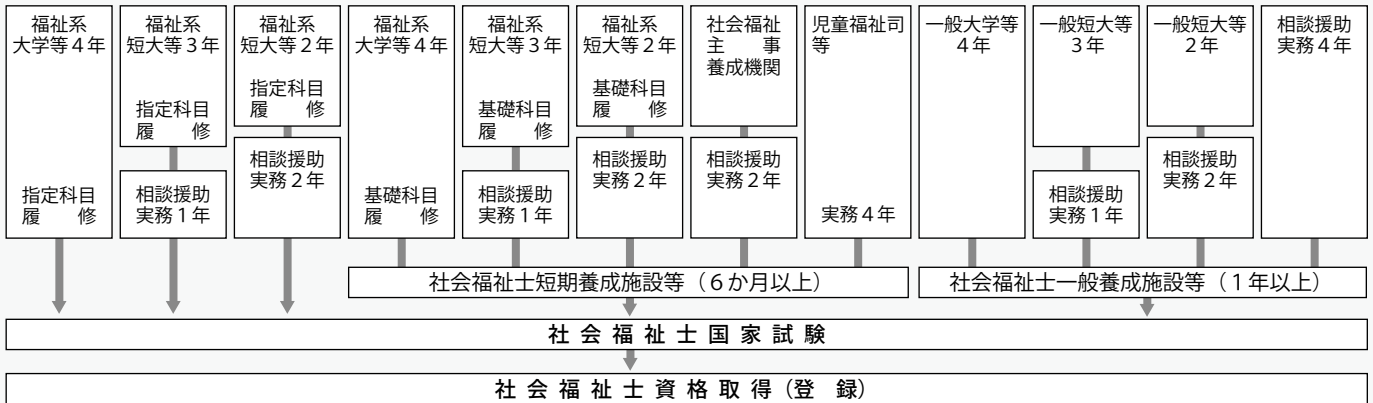 福祉系
大学等４年
指定科目
履　修
福祉系
短大等３年
指定科目
履　修
相談援助
実務１年
福祉系
短大等２年
指定科目
履　修
相談援助
実務２年
福祉系
大学等４年
基礎科目
履　修
福祉系
短大等３年
基礎科目
履　修
相談援助
実務１年
福祉系
短大等２年
基礎科目
履　修
相談援助
実務２年
社会福祉
主　事
養成機関
相談援助
実務２年
児童福祉司
等
実務４年
一般大学等
４年
一般短大等
３年
相談援助
実務１年
一般短大等
２年
相談援助
実務２年
相談援助
実務４年
社会福祉士短期養成施設等（６か月以上）
社会福祉士一般養成施設等（１年以上）
社会福祉士国家試験
社会福祉士資格取得（登　録）